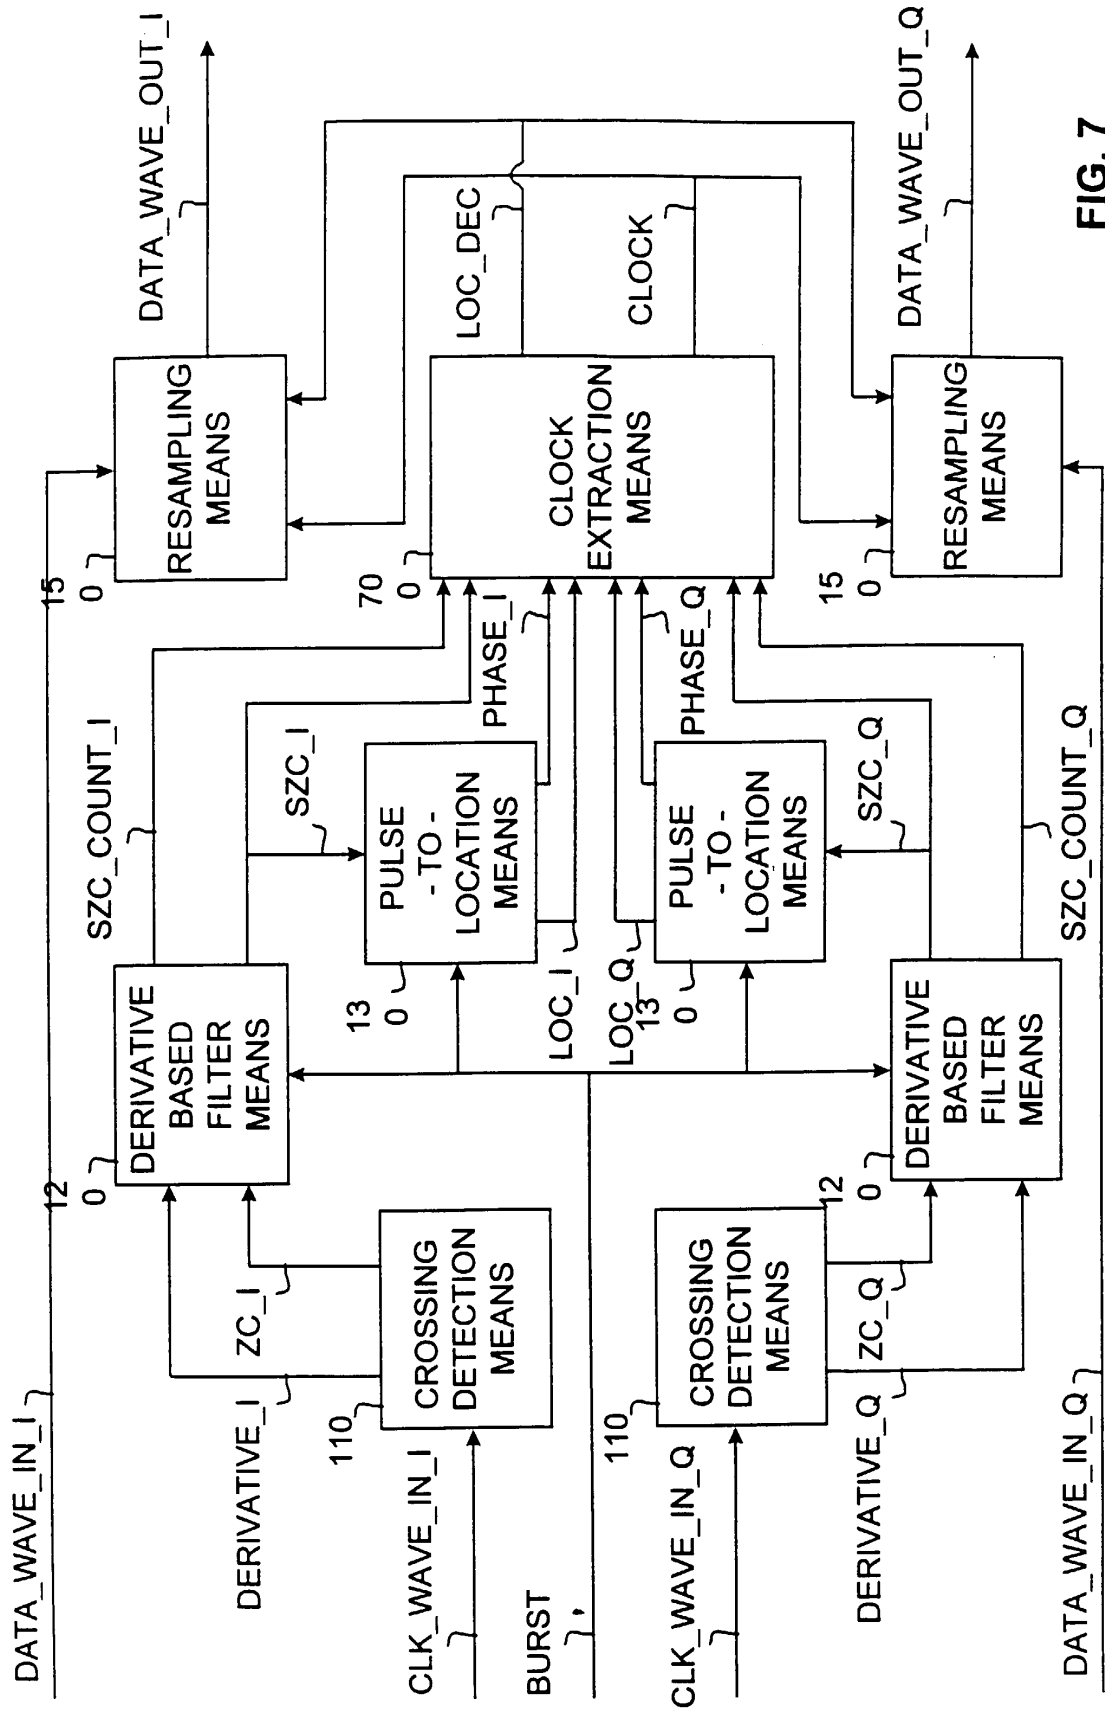 DATA_WAVE_IN_I
DERIVATIVE_I
ZC_I
CLK_WAVE_IN_I
110
CROSSING
DETECTION
MEANS
BURST
CLK_WAVE_IN_Q
110
CROSSING
DETECTION
MEANS
DERIVATIVE_Q
ZC_Q
DATA_WAVE_IN_Q
12
0
DERIVATIVE
BASED
FILTER
MEANS
12
0
DERIVATIVE
BASED
FILTER
MEANS
SZC_COUNT_I
SZC_I
13
0
PULSE
- TO -
LOCATION
MEANS
LOC_I
PHASE_I
LOC_Q
PHASE_Q
13
0
PULSE
- TO -
LOCATION
MEANS
SZC_Q
SZC_COUNT_Q
15
0
RESAMPLING
MEANS
DATA_WAVE_OUT_I
70
0
CLOCK
EXTRACTION
MEANS
LOC_DEC
CLOCK
15
0
RESAMPLING
MEANS
DATA_WAVE_OUT_Q
FIG. 7